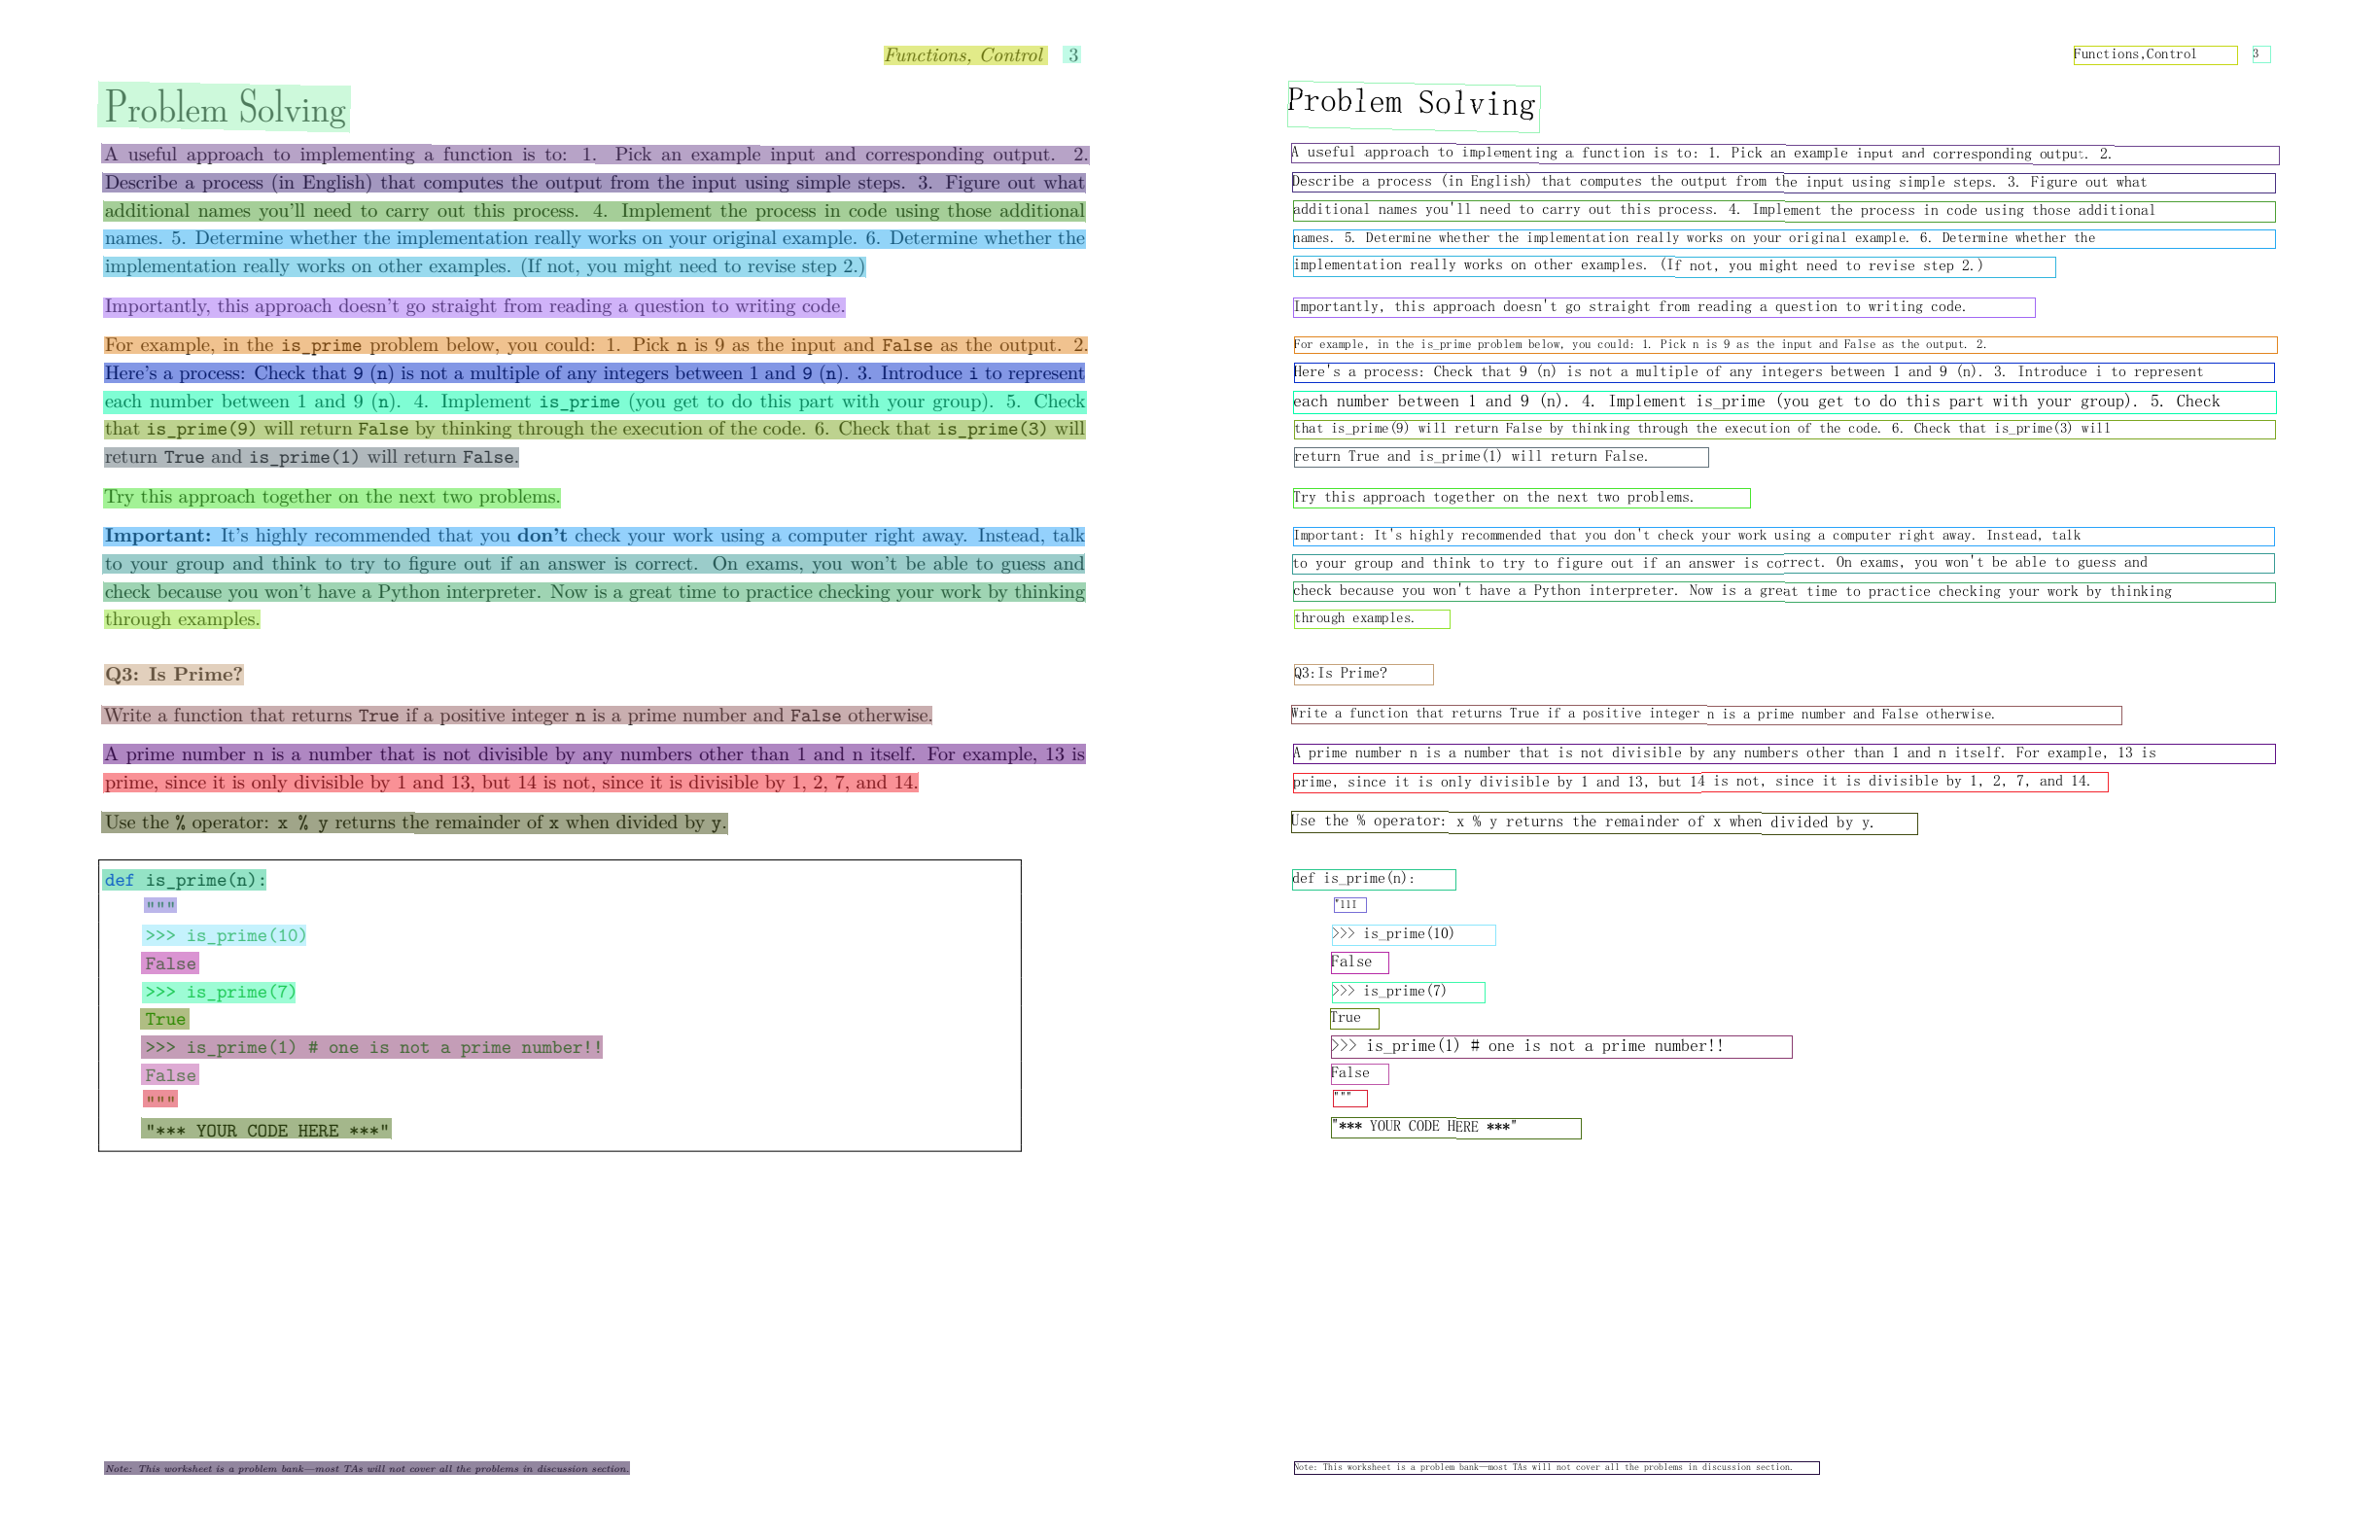 Functions, Control 3
Problem Solving
A useful approach to implementing a function is to: 1. Pick an example input and corresponding output. 2.
Describe a process (in English) that computes the output from the input using simple steps. 3. Figure out what
additional names you'll need to carry out this process. 4. Implement the process in code using those additional
names. 5. Determine whether the implementation really works on your original example. 6. Determine whether the
implementation really works on other examples. (If not, you might need to revise step 2.)
Importantly, this approach doesn't go straight from reading a question to writing code.
For example, in the is_prime problem below, you could: 1. Pick n is 9 as the input and False as the output. 2.
Here's a process: Check that 9 (n) is not a multiple of any integers between 1 and 9 (n). 3. Introduce i to represent
each number between 1 and 9 (n). 4. Implement is_prime (you get to do this part with your group). 5. Check
that is_prime(9) will return False by thinking through the execution of the code. 6. Check that is_prime(3) will
return True and is_prime(1) will return False.
Try this approach together on the next two problems.
Important: It's highly recommended that you don't check your work using a computer right away. Instead, talk
to your group and think to try to figure out if an answer is correct. On exams, you won't be able to guess and
check because you won't have a Python interpreter. Now is a great time to practice checking your work by thinking
through examples.
Q3: Is Prime?
Write a function that returns True if a positive integer n is a prime number and False otherwise.
A prime number n is a number that is not divisible by any numbers other than 1 and n itself. For example, 13 is
prime, since it is only divisible by 1 and 13, but 14 is not, since it is divisible by 1, 2, 7, and 14.
Use the % operator: x % y returns the remainder of x when divided by y.
def is_prime(n):
"""
>>> is_prime(10)
False
>>> is_prime(7)
True
>>> is_prime(1) # one is not a prime number!!
False
"""
"*** YOUR CODE HERE ***"
Note: This worksheet is a problem bank—most TAs will not cover all the problems in discussion section.
Functions,Control 3
Problem Solving
A useful approach to implementing a function is to: 1. Pick an example input and corresponding output. 2.
Describe a process (in English) that computes the output from the input using simple steps. 3. Figure out what
additional names you'll need to carry out this process. 4. Implement the process in code using those additional
names. 5. Determine whether the implementation really works on your original example. 6. Determine whether the
implementation really works on other examples. (If not, you might need to revise step 2.)
Importantly, this approach doesn't go straight from reading a question to writing code.
For example, in the is_prime problem below, you could: 1. Pick n is 9 as the input and False as the output. 2.
Here's a process: Check that 9 (n) is not a multiple of any integers between 1 and 9 (n). 3. Introduce i to represent
each number between 1 and 9 (n). 4. Implement is_prime (you get to do this part with your group). 5. Check
that is_prime(9) will return False by thinking through the execution of the code. 6. Check that is_prime(3) will
return True and is_prime(1) will return False.
Try this approach together on the next two problems.
Important: It's highly recommended that you don't check your work using a computer right away. Instead, talk
to your group and think to try to figure out if an answer is correct. On exams, you won't be able to guess and
check because you won't have a Python interpreter. Now is a great time to practice checking your work by thinking
through examples.
Q3:Is Prime?
Write a function that returns True if a positive integer n is a prime number and False otherwise.
A prime number n is a number that is not divisible by any numbers other than 1 and n itself. For example, 13 is
prime, since it is only divisible by 1 and 13, but 14 is not, since it is divisible by 1, 2, 7, and 14.
Use the % operator: x % y returns the remainder of x when divided by y.
def is_prime(n):
>>> is_prime(10)
False
>>> is_prime(7)
True
>>> is_prime(1) # one is not a prime number!!
False
"""
"*** YOUR CODE HERE ***"
Note: This worksheet is a problem bank—most TAs will not cover all the problems in discussion section.